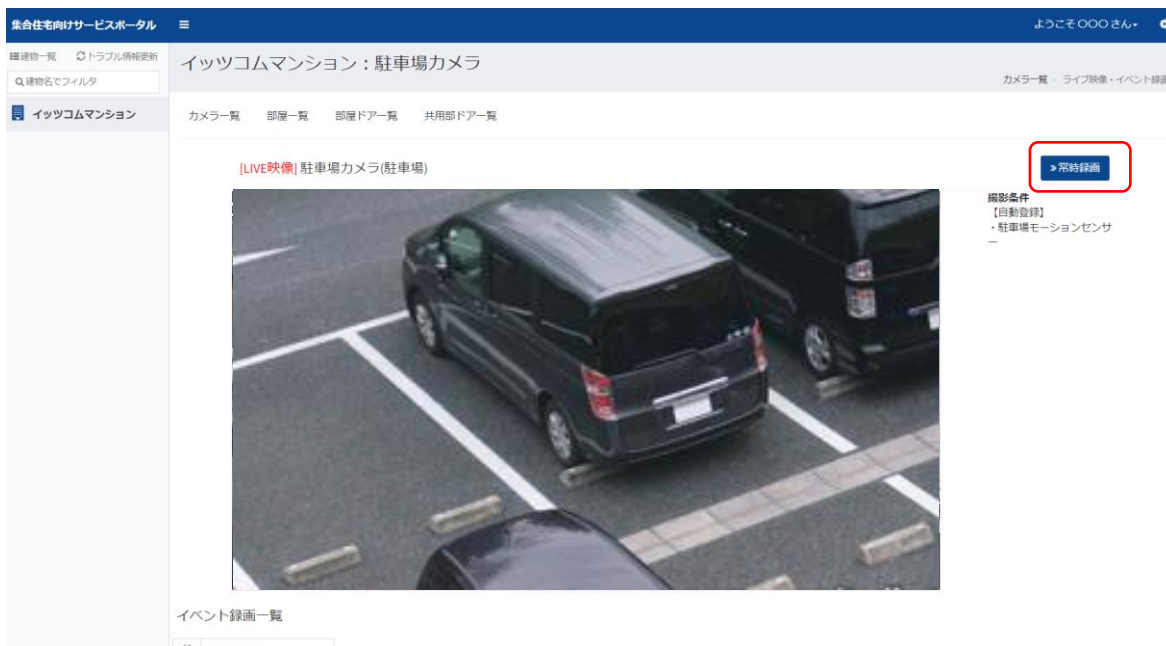 集合住宅向けサービスポータル
ようこそ〇〇〇さん
建物一覧 トラブル情報更新
建物名でフィルタ
イッツコムマンション
イッツコムマンション：駐車場カメラ
カメラ一覧 ライブ映像・イベント録画
カメラ一覧 部屋一覧 部屋ドア一覧 共用部ドア一覧
[LIVE映像] 駐車場カメラ(駐車場)
» 常時録画
撮影条件
【自動登録】
・駐車場モーションセンサ
ー
イベント録画一覧